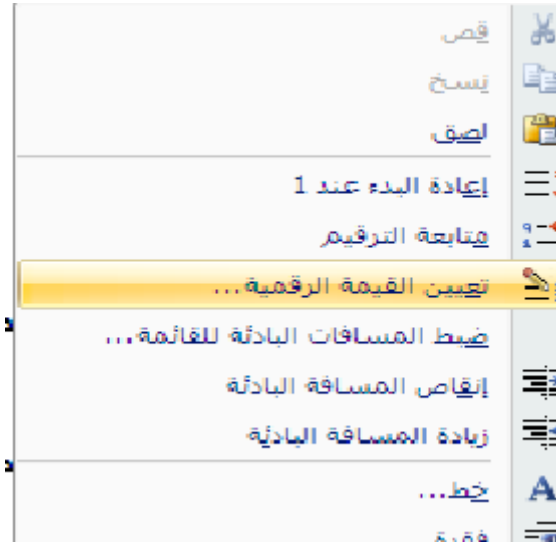 قص
نسخ
لصق
إعادة البدء عند 1
متابعة الترقيم
تعيين القيمة الرقمية...
ضبط المسافات البادئة للقائمة...
إنقاص المسافة البادئة
زيادة المسافة البادئة
خط...
فقرة